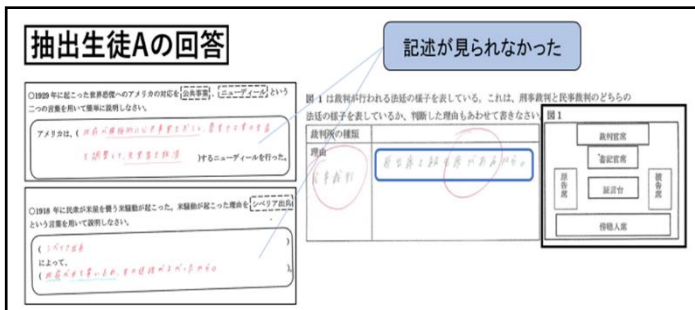 抽出生徒Aの回答
記述が見られなかった
○1929年に起こった世界恐慌へのアメリカの対応を 公共事業 , ニューディール という
二つの言葉を用いて簡単に説明しなさい。
アメリカは、(
)するニューディールを行った。
○1918年に民衆が米屋を襲う米騒動が起こった。米騒動が起こった理由を シベリア出兵
という言葉を用いて説明しなさい。
( シベリア出兵 )
によって、
(
)。
図1は裁判が行われる法廷の様子を表している。これは、刑事裁判と民事裁判のどちらの
法廷の様子を表しているか、判断した理由もあわせて書きなさい。
裁判所の種類
理由
民事裁判
原告席と被告席があるから。
図1
裁判官席
書記官席
原告席
証言台
被告席
傍聴人席